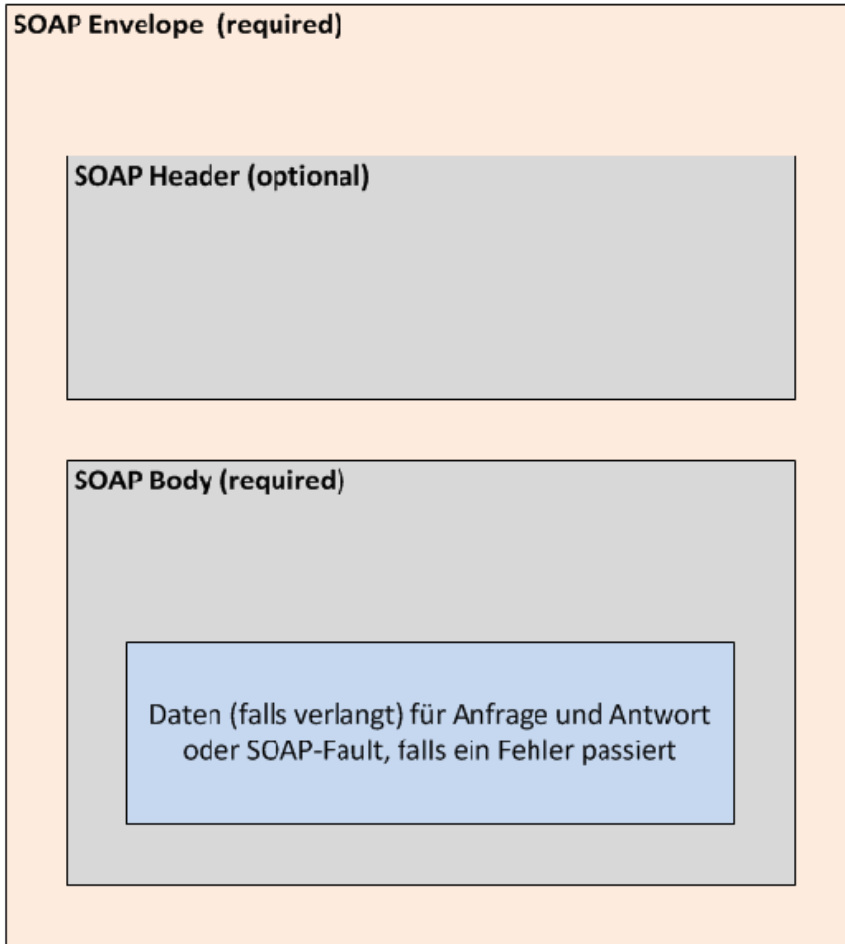 SOAP Envelope  (required)
SOAP Header (optional)
SOAP Body (required)
Daten (falls verlangt) für Anfrage und Antwort
oder SOAP-Fault, falls ein Fehler passiert